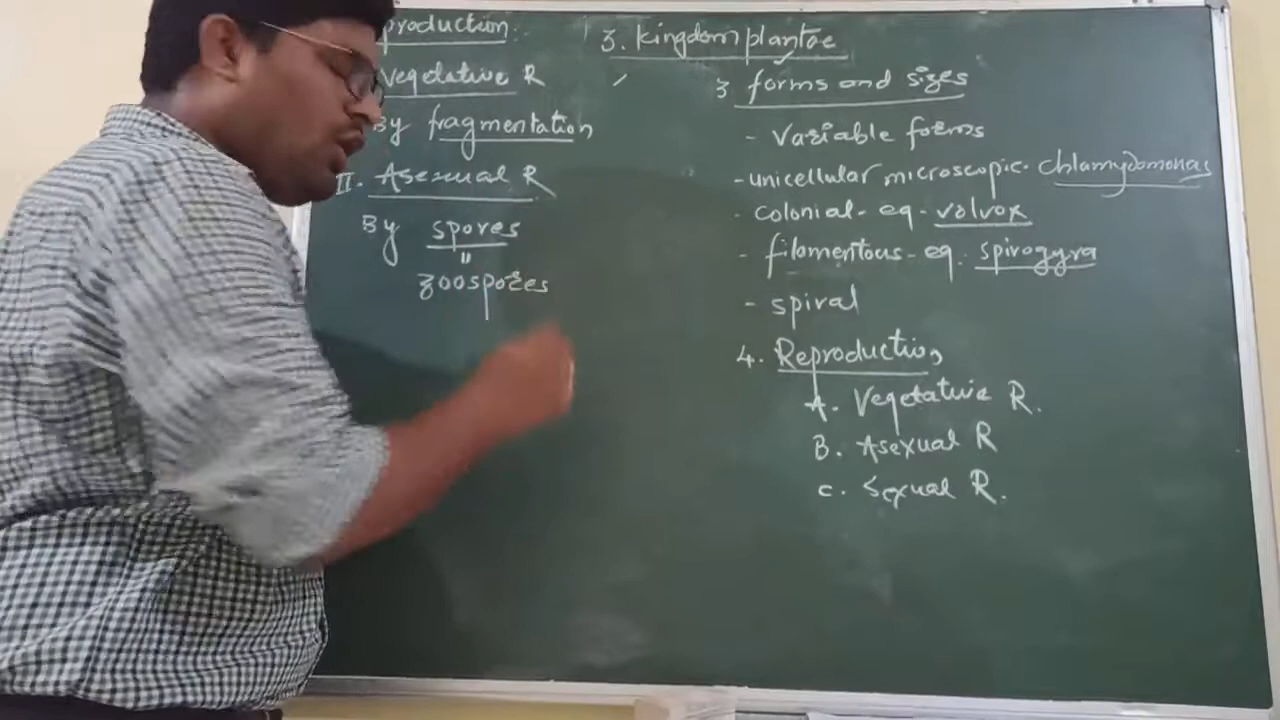 production:
Vegetative R
By fragmentation
II. Asexual R
By spores
"
zoospores
3. kingdom plantae
3 forms and sizes
- Variable forms
- unicellular microscopic. Chlamydomonas
- colonial - eg - volvox
- filamentous - eg. spirogyra
- spiral
4. Reproduction
A. Vegetative R.
B. Asexual R
C. Sexual R.